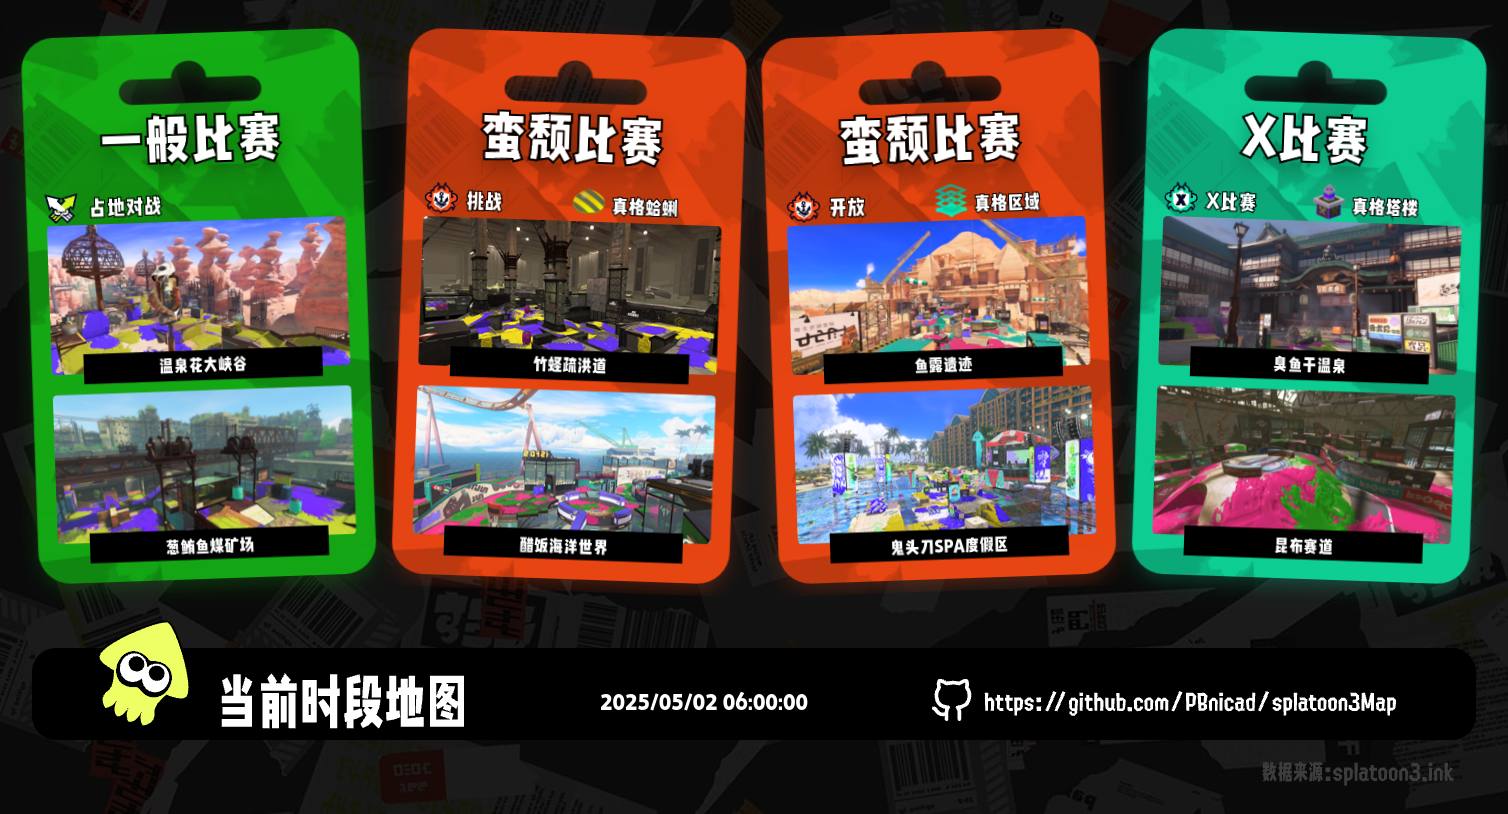 一般比赛
占地对战
温泉花大峡谷
葱鲔鱼煤矿场
蛮颓比赛
挑战
真格蛤蜊
竹蛏疏洪道
醋饭海洋世界
蛮颓比赛
开放
真格区域
鱼露遗迹
鬼头刀SPA度假区
X比赛
X比赛
真格塔楼
臭鱼干温泉
昆布赛道
当前时段地图
2025/05/02 06:00:00
https://github.com/PBnicad/splatoon3Map
数据来源:splatoon3.ink